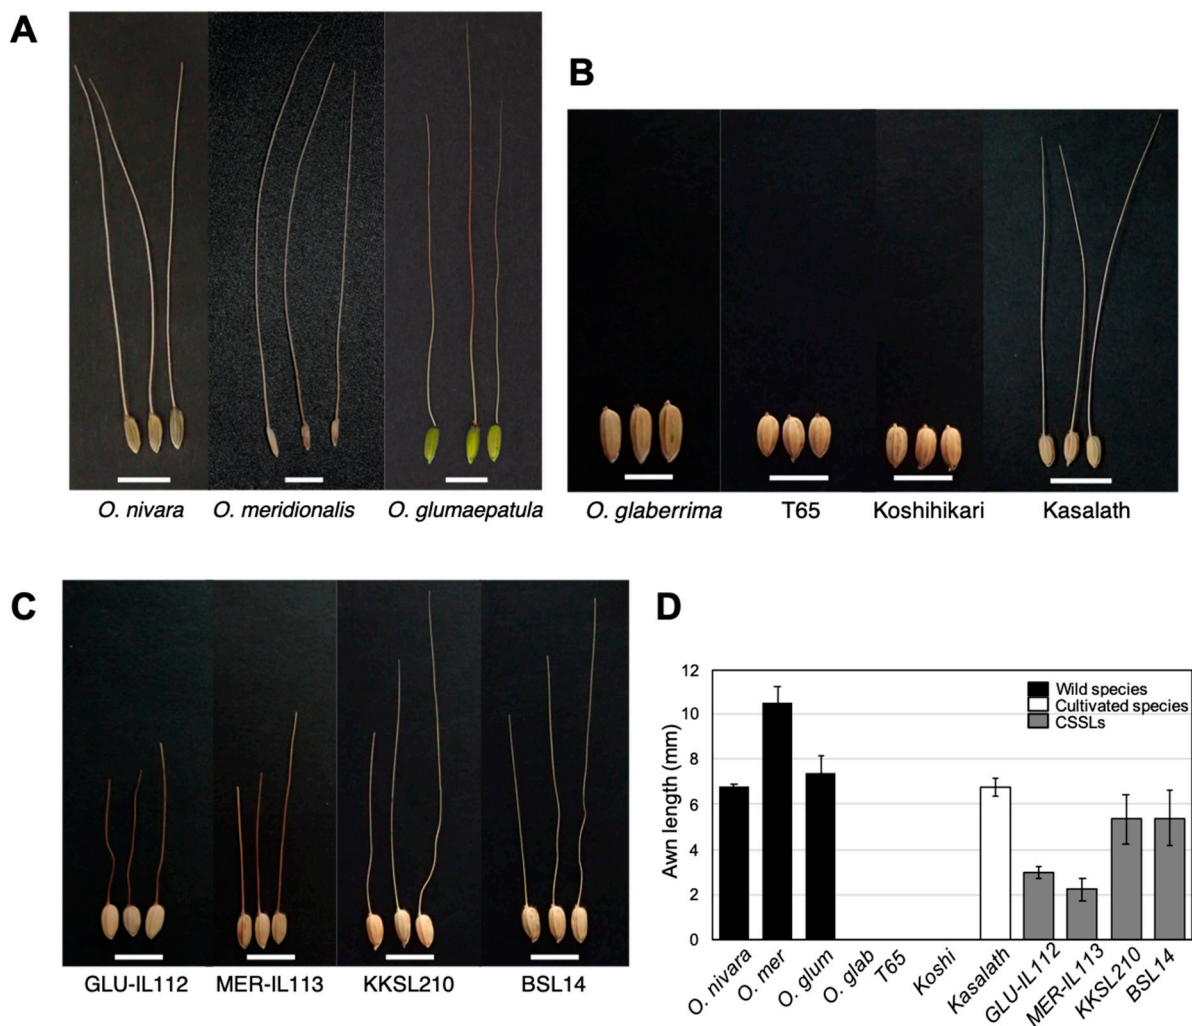 A
O. nivara
O. meridionalis
O. glumaepatula
B
O. glaberrima
T65
Koshihikari
Kasalath
C
GLU-IL112
MER-IL113
KKSL210
BSL14
D
Awn length (mm)
12
10
8
6
4
2
0
Wild species
Cultivated species
CSSLs
O. nivara
O. mer
O. glum
O. glab
T65
Koshi
Kasalath
GLU-IL112
MER-IL113
KKSL210
BSL14